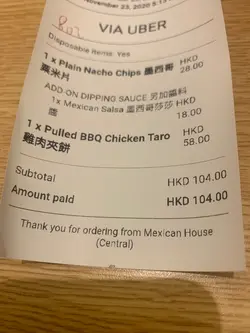 November 23, 2020
VIA UBER
Disposable items: Yes
1 x Plain Nacho Chips 墨西哥 HKD
粟米片 18.00
ADD ON DIPPING SAUCE 另加醬料
1 x Mexican Salsa 墨西哥莎莎 HKD
醬 28.00
1 x Pulled BBQ Chicken Taro HKD
雞肉夾餅 58.00
Subtotal HKD 104.00
Amount paid HKD 104.00
Thank you for ordering from Mexican House
(Central)